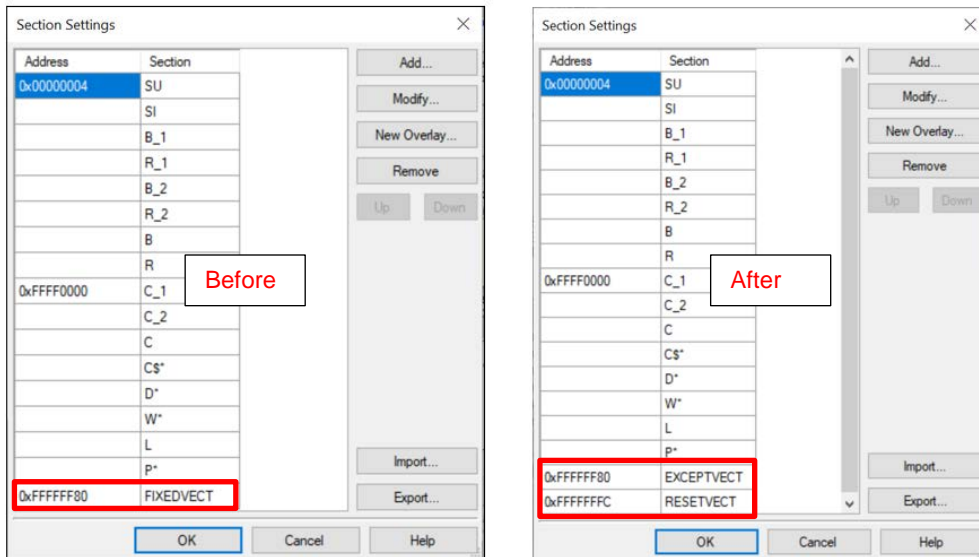 Section Settings
Address Section
0x00000004 SU
SI
B_1
R_1
B_2
R_2
B
R
0xFFFF0000 C_1
C_2
C
C$*
D*
W*
L
P*
0xFFFFFF80 FIXEDVECT
Add...
Modify...
New Overlay...
Remove
Up Down
Import...
Export...
OK Cancel Help
Before
Section Settings
Address Section
0x00000004 SU
SI
B_1
R_1
B_2
R_2
B
R
0xFFFF0000 C_1
C_2
C
C$*
D*
W*
L
P*
0xFFFFFF80 EXCEPTVECT
0xFFFFFFFC RESETVECT
Add...
Modify...
New Overlay...
Remove
Up Down
Import...
Export...
OK Cancel Help
After